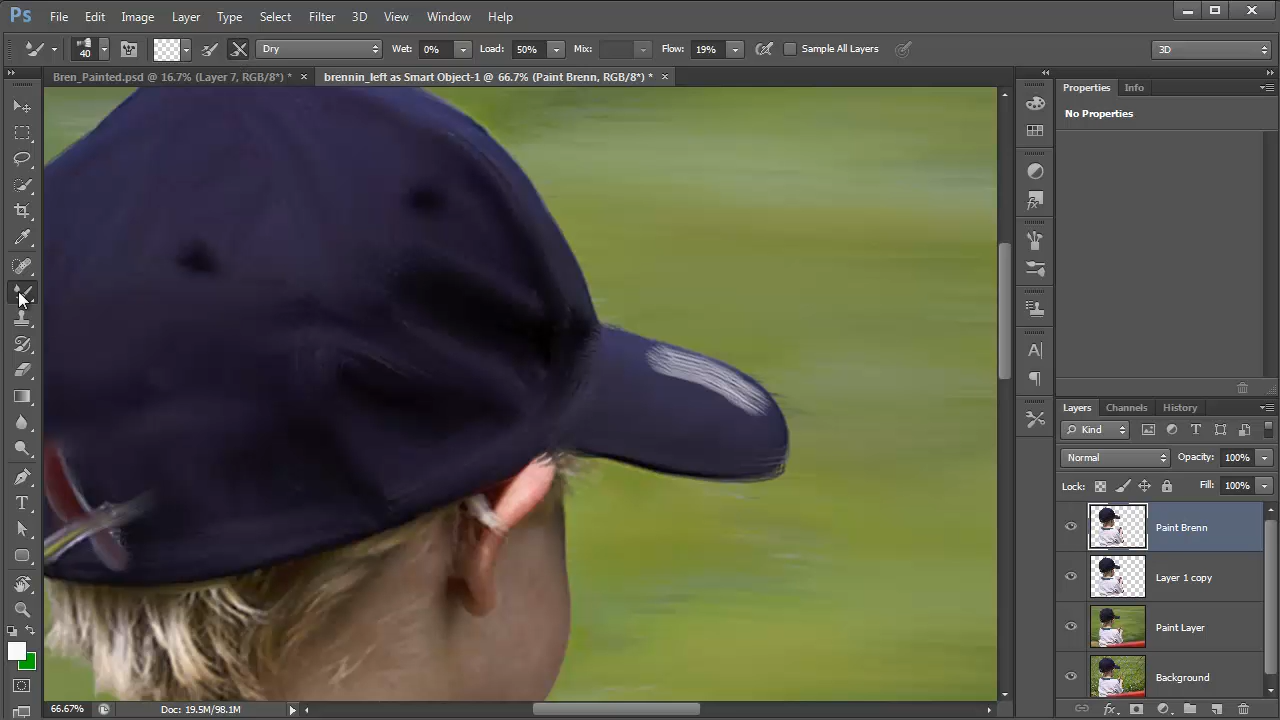 Ps File Edit Image Layer Type Select Filter 3D View Window Help
40 Dry Wet: 0% Load: 50% Mix: Flow: 19% Sample All Layers 3D
Bren_Painted.psd @ 16.7% (Layer 7, RGB/8*) * × brennin_left as Smart Object-1 @ 66.7% (Paint Brenn, RGB/8*) * ×
Properties Info
No Properties
Layers Channels History
Kind
Normal Opacity: 100%
Lock: Fill: 100%
Paint Brenn
Layer 1 copy
Paint Layer
Background
66.67% Doc: 19.5M/98.1M